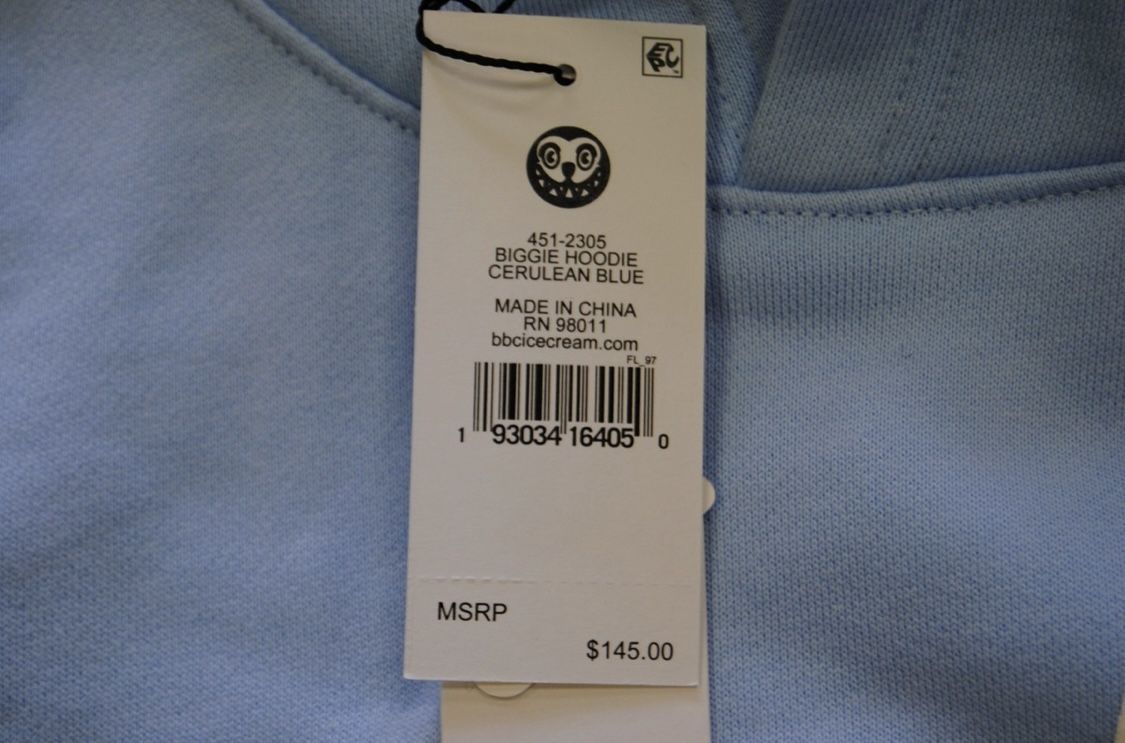 451-2305
BIGGIE HOODIE
CERULEAN BLUE
MADE IN CHINA
RN 98011
bbcicecream.com
FL_97
1 93034 16405 0
MSRP
$145.00